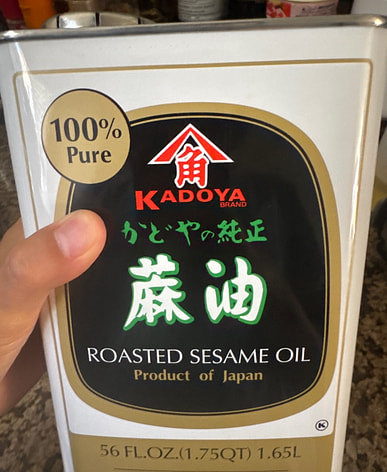 100%
Pure
角
KADOYA
BRAND
かどやの純正
蔴油
ROASTED SESAME OIL
Product of Japan
K
56 FL.OZ.(1.75QT) 1.65L